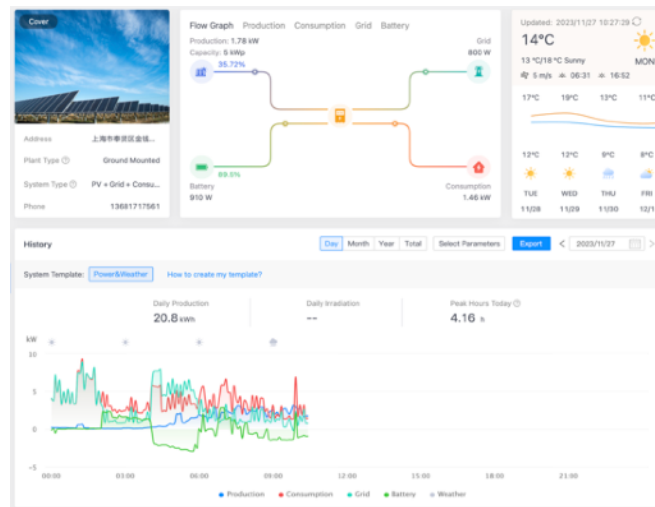 Cover
Address 上海市奉贤区金钱...
Plant Type Ground Mounted
System Type PV + Grid + Consu...
Phone 13681717561
Flow Graph Production Consumption Grid Battery
Production: 1.78 kW
Capacity: 5 kWp
35.72%
Grid
800 W
89.5%
Battery
910 W
Consumption
1.46 kW
Updated: 2023/11/27 10:27:29
14°C
13 °C/18 °C Sunny MON
5 m/s 06:31 16:52
17°C 19°C 13°C 11°C
12°C 12°C 9°C 8°C
TUE WED THU FRI
11/28 11/29 11/30 12/1
History Day Month Year Total Select Parameters Export < 2023/11/27 >
System Template: Power&Weather How to create my template?
Daily Production Daily Irradiation Peak Hours Today
20.8 kWh -- 4.16 h
kW
10
5
0
-5
00:00 03:00 06:00 09:00 12:00 15:00 18:00 21:00
Production Consumption Grid Battery Weather